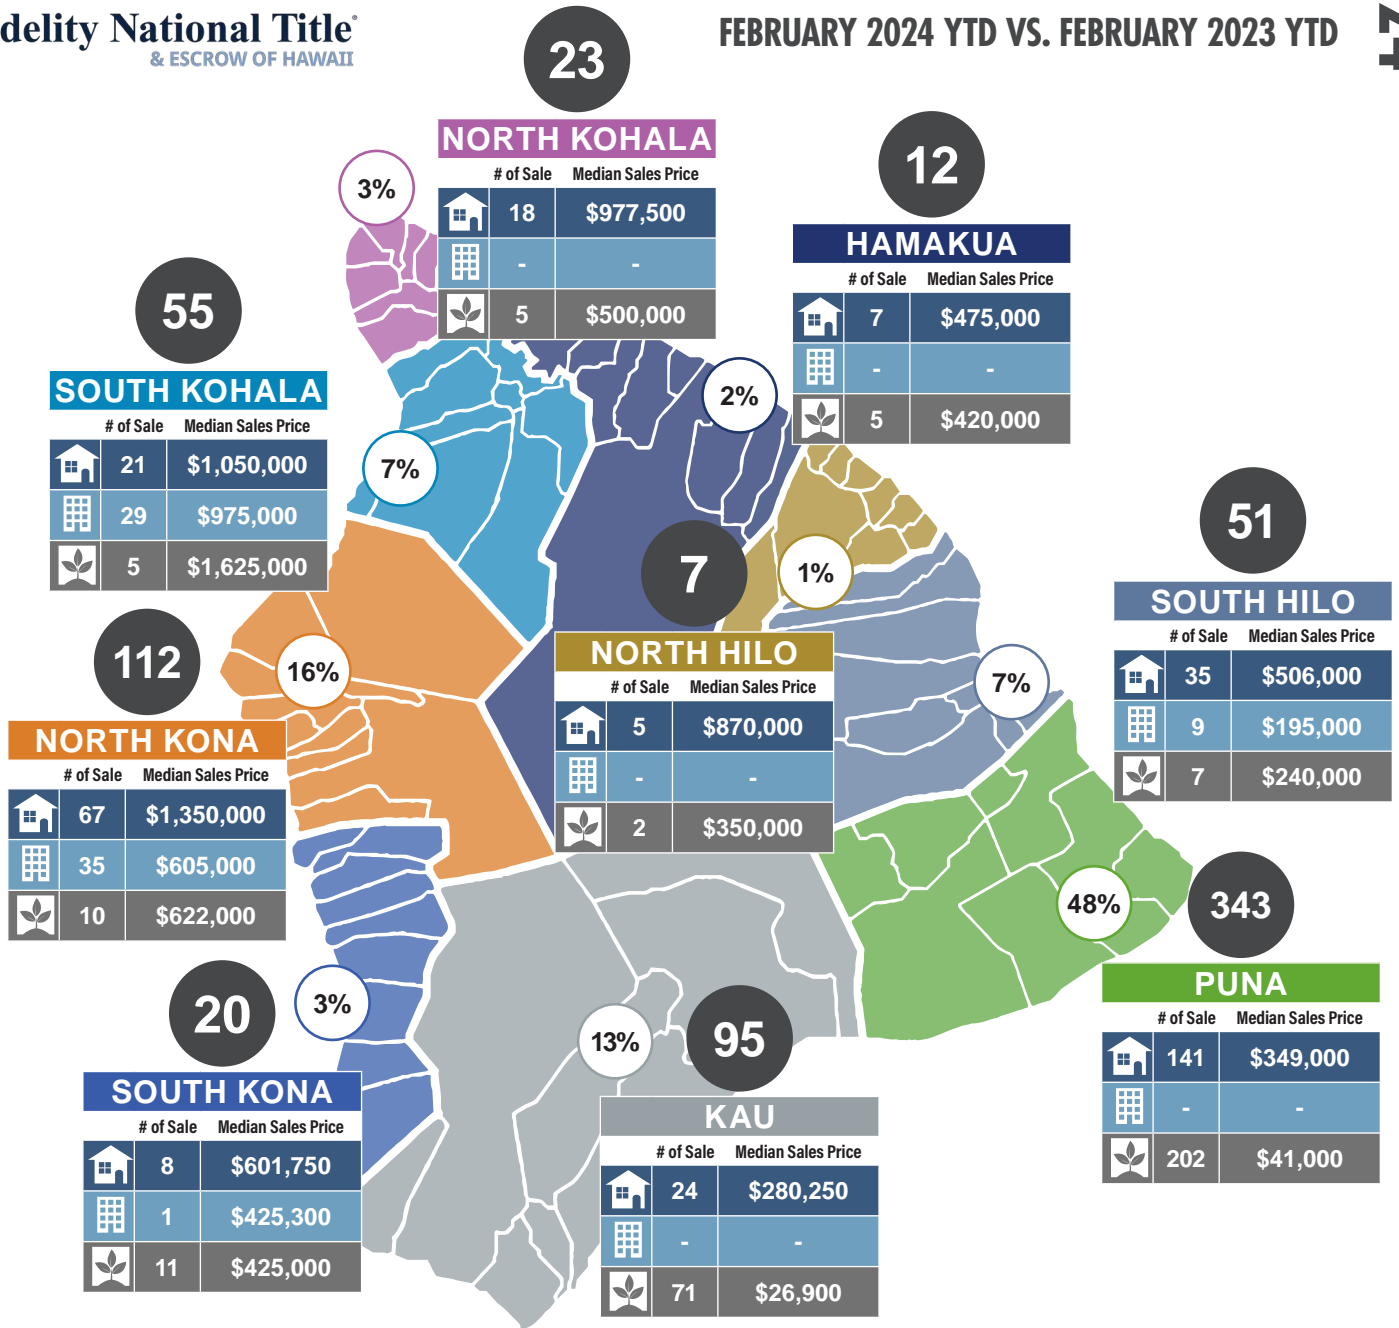 delity National Title®
& ESCROW OF HAWAII
FEBRUARY 2024 YTD VS. FEBRUARY 2023 YTD
23
NORTH KOHALA
# of Sale Median Sales Price
18 $977,500
- -
5 $500,000
3%
12
HAMAKUA
# of Sale Median Sales Price
7 $475,000
- -
5 $420,000
2%
55
SOUTH KOHALA
# of Sale Median Sales Price
21 $1,050,000
29 $975,000
5 $1,625,000
7%
7
NORTH HILO
# of Sale Median Sales Price
5 $870,000
- -
2 $350,000
1%
51
SOUTH HILO
# of Sale Median Sales Price
35 $506,000
9 $195,000
7 $240,000
7%
112
NORTH KONA
# of Sale Median Sales Price
67 $1,350,000
35 $605,000
10 $622,000
16%
343
PUNA
# of Sale Median Sales Price
141 $349,000
- -
202 $41,000
48%
20
SOUTH KONA
# of Sale Median Sales Price
8 $601,750
1 $425,300
11 $425,000
3%
95
KAU
# of Sale Median Sales Price
24 $280,250
- -
71 $26,900
13%